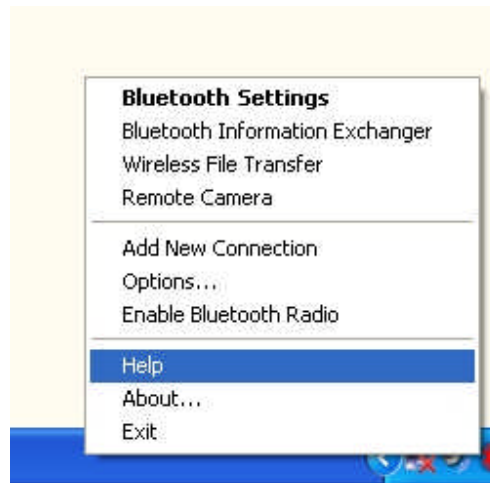 Bluetooth Settings
Bluetooth Information Exchanger
Wireless File Transfer
Remote Camera
Add New Connection
Options...
Enable Bluetooth Radio
Help
About...
Exit